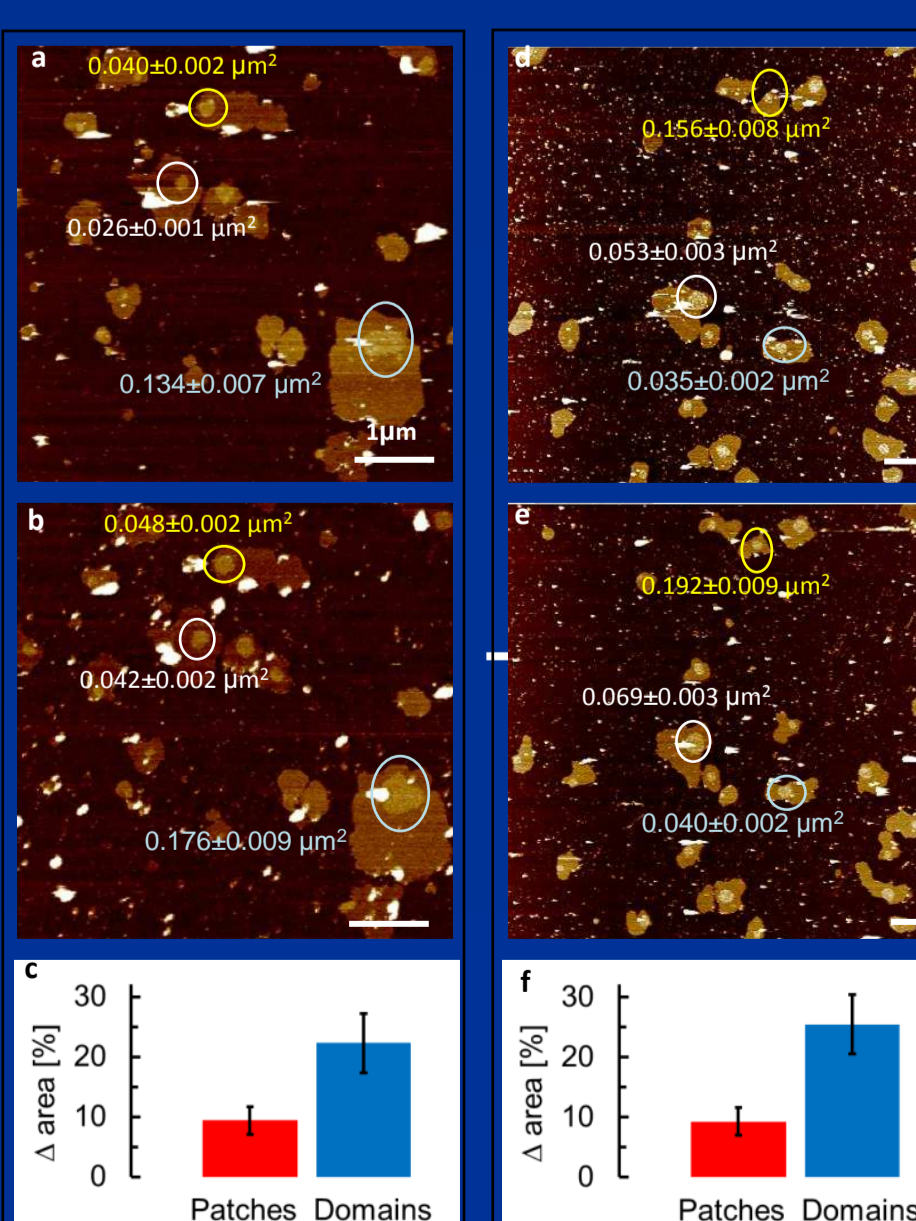 a
0.040±0.002 µm²
0.026±0.001 µm²
0.134±0.007 µm²
1µm
b
0.048±0.002 µm²
0.042±0.002 µm²
0.176±0.009 µm²
c
30
20
10
0
Δ area [%]
Patches Domains
d
0.156±0.008 µm²
0.053±0.003 µm²
0.035±0.002 µm²
e
0.192±0.009 µm²
0.069±0.003 µm²
0.040±0.002 µm²
f
30
20
10
0
Δ area [%]
Patches Domains